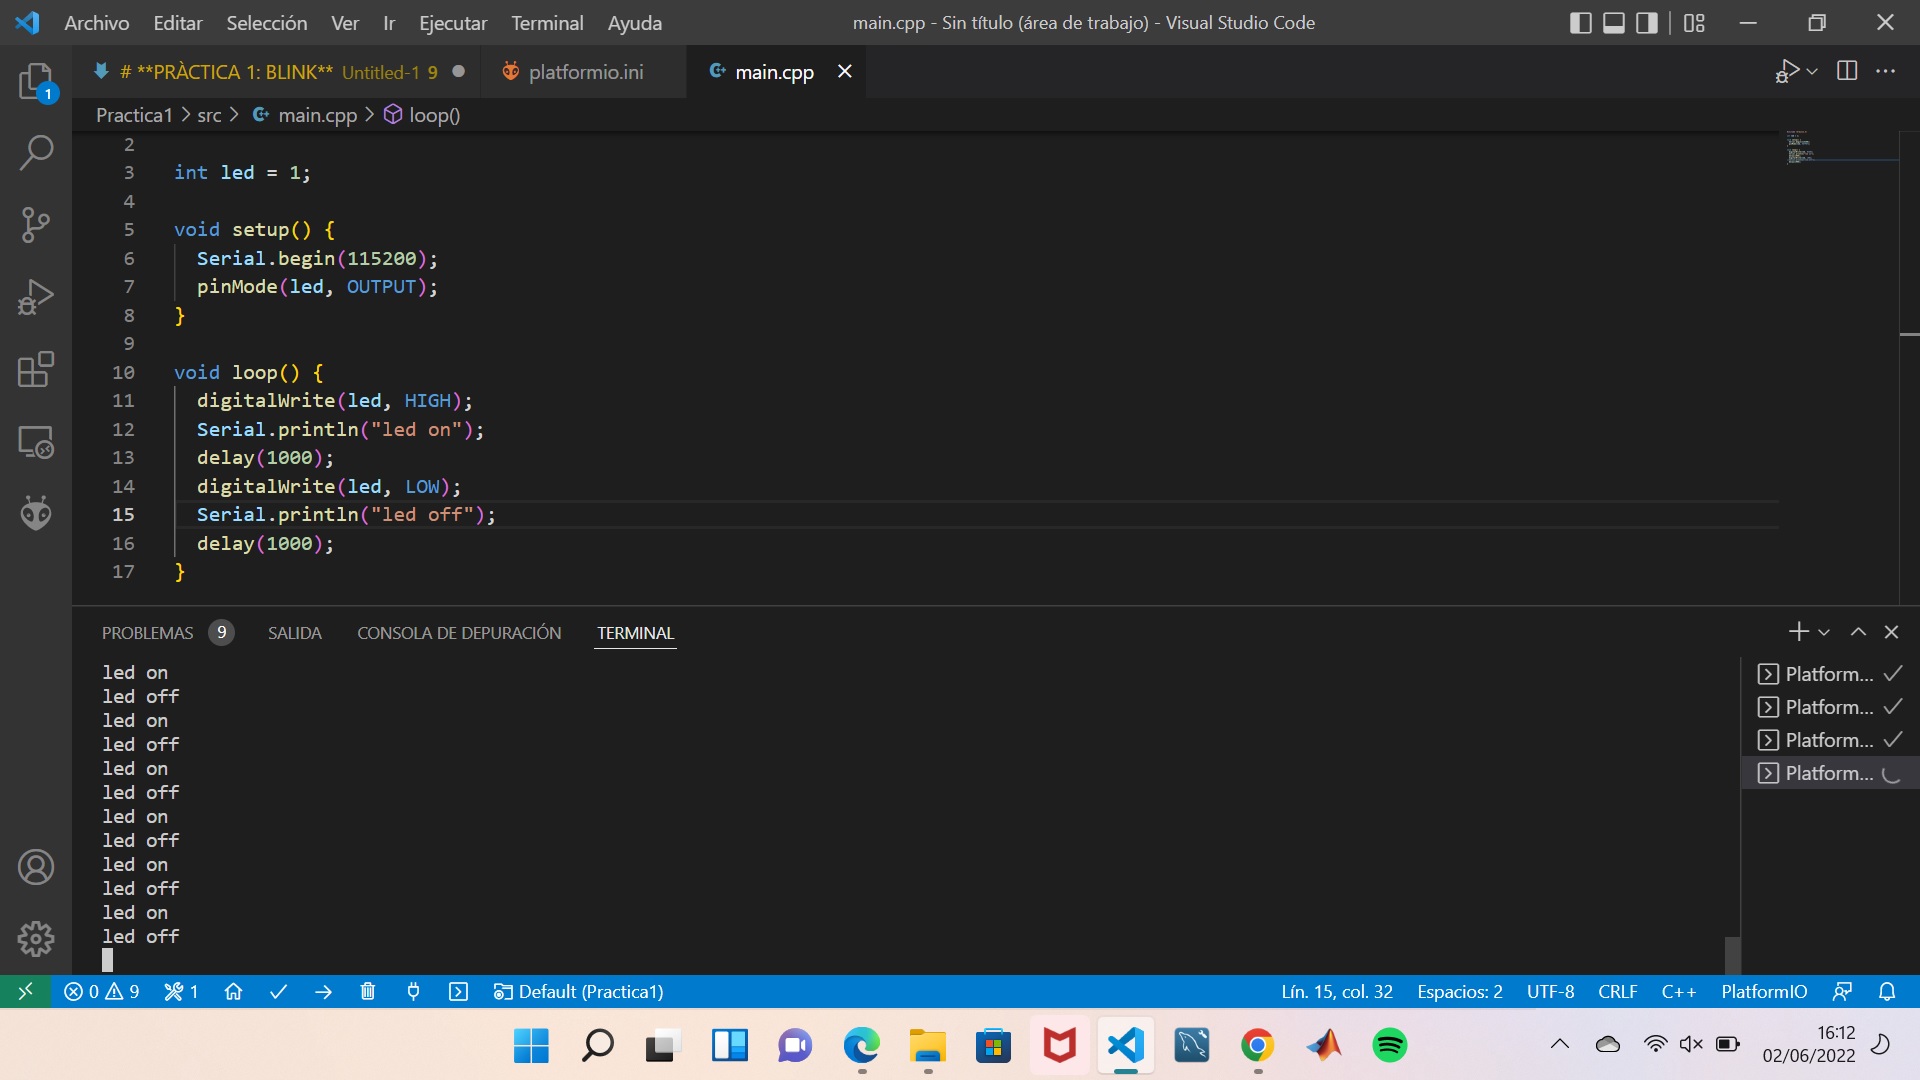 Archivo Editar Selección Ver Ir Ejecutar Terminal Ayuda main.cpp - Sin título (área de trabajo) - Visual Studio Code
1 # **PRÀCTICA 1: BLINK** Untitled-1 9 platformio.ini main.cpp
Practica1 > src > main.cpp > loop()
2
3 int led = 1;
4
5 void setup() {
6 Serial.begin(115200);
7 pinMode(led, OUTPUT);
8 }
9
10 void loop() {
11 digitalWrite(led, HIGH);
12 Serial.println("led on");
13 delay(1000);
14 digitalWrite(led, LOW);
15 Serial.println("led off");
16 delay(1000);
17 }
PROBLEMAS 9 SALIDA CONSOLA DE DEPURACIÓN TERMINAL
led on
led off
led on
led off
led on
led off
led on
led off
led on
led off
led on
led off
Platform...
Platform...
Platform...
Platform...
0 9 1 Default (Practica1) Lín. 15, col. 32 Espacios: 2 UTF-8 CRLF C++ PlatformIO
16:12
02/06/2022